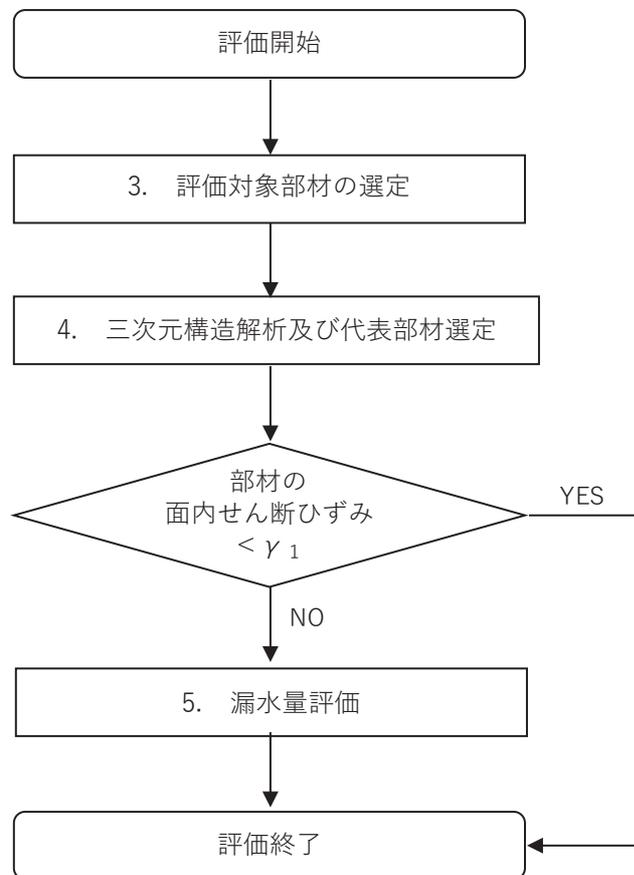 評価開始
3. 評価対象部材の選定
4. 三次元構造解析及び代表部材選定
部材の
面内せん断ひずみ
< γ 1
YES
NO
5. 漏水量評価
評価終了